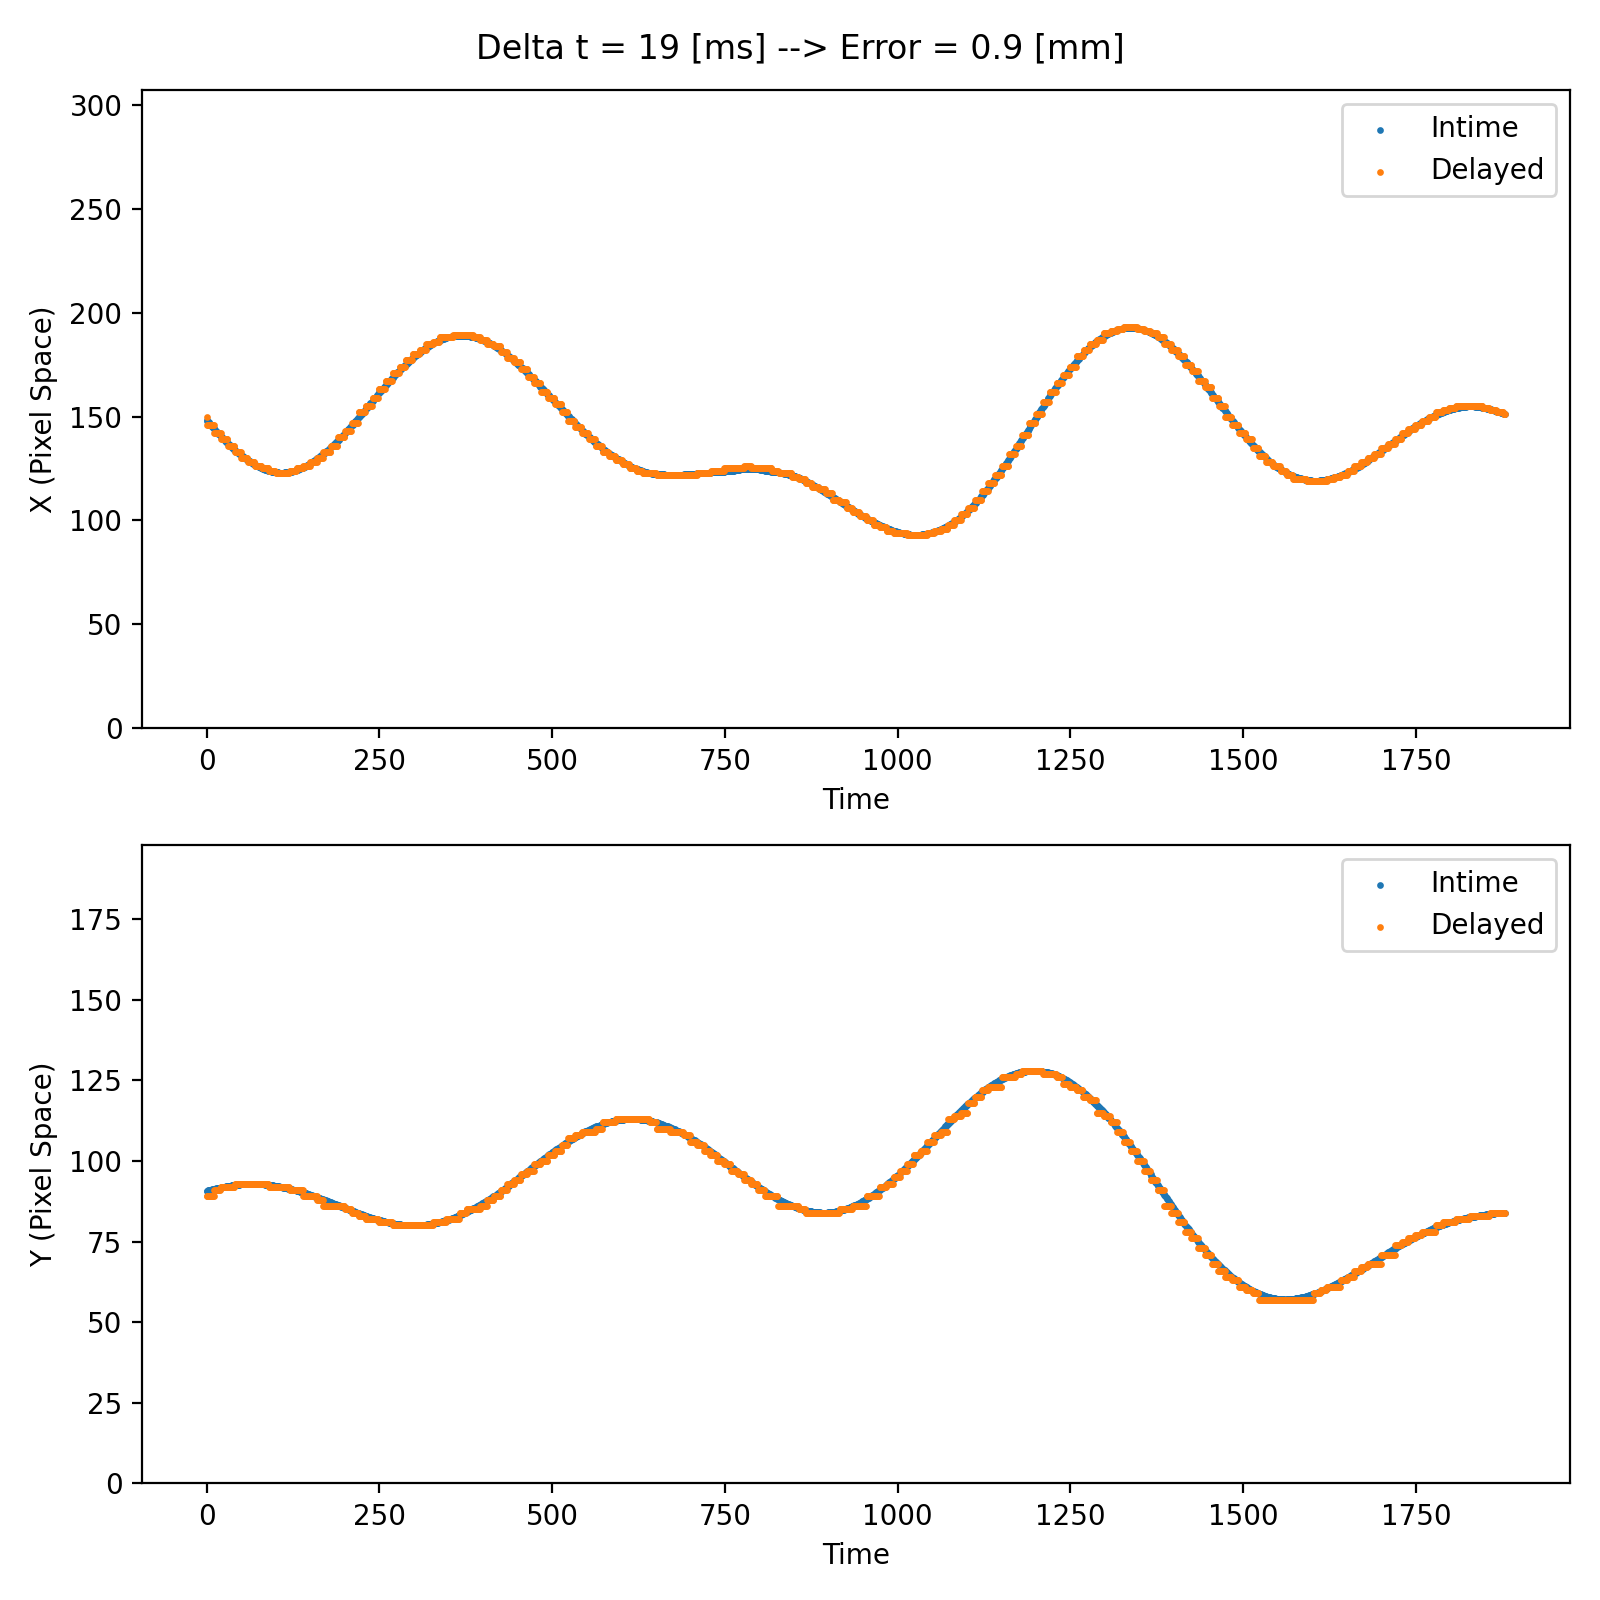 Delta t = 19 [ms] --> Error = 0.9 [mm]
300
250
200
150
100
50
0
X (Pixel Space)
Intime
Delayed
0 250 500 750 1000 1250 1500 1750
Time
175
150
125
100
75
50
25
0
Y (Pixel Space)
Intime
Delayed
0 250 500 750 1000 1250 1500 1750
Time